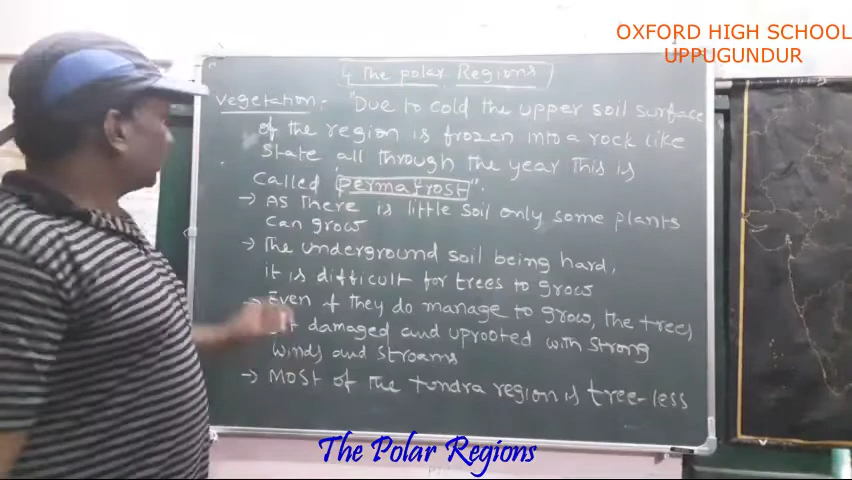 OXFORD HIGH SCHOOL
UPPUGUNDUR
4 The polar Regions
Vegetation:- "Due to cold the upper soil surface
of the region is frozen into a rock like
state all through the year This is
called "permafrost".
→ As there is little soil only some plants
can grow
→ The underground soil being hard,
it is difficult for trees to grow
→ Even if they do manage to grow, the trees
damaged and uprooted with strong
winds and stroams
→ Most of the tundra region is tree-less
The Polar Regions